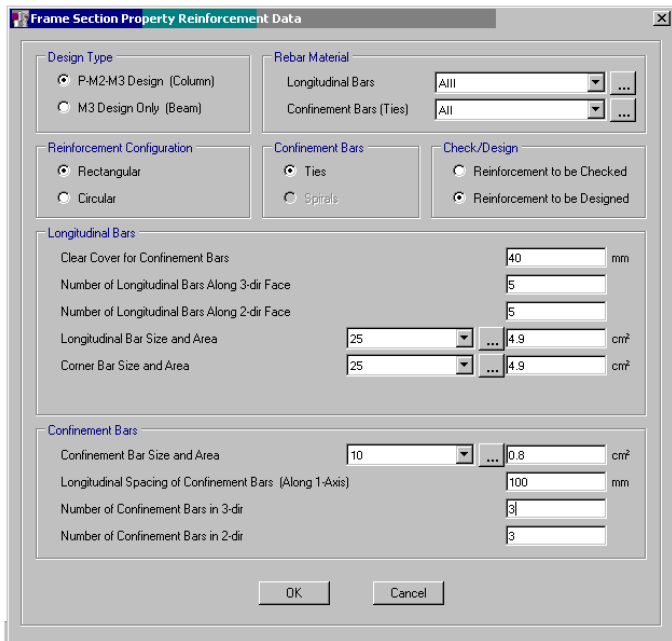 Frame Section Property Reinforcement Data
Design Type
P-M2-M3 Design (Column)
M3 Design Only (Beam)
Rebar Material
Longitudinal Bars AIII ...
Confinement Bars (Ties) AII ...
Reinforcement Configuration
Rectangular
Circular
Confinement Bars
Ties
Spirals
Check/Design
Reinforcement to be Checked
Reinforcement to be Designed
Longitudinal Bars
Clear Cover for Confinement Bars 40 mm
Number of Longitudinal Bars Along 3-dir Face 5
Number of Longitudinal Bars Along 2-dir Face 5
Longitudinal Bar Size and Area 25 ... 4.9 cm²
Corner Bar Size and Area 25 ... 4.9 cm²
Confinement Bars
Confinement Bar Size and Area 10 ... 0.8 cm²
Longitudinal Spacing of Confinement Bars (Along 1-Axis) 100 mm
Number of Confinement Bars in 3-dir 3
Number of Confinement Bars in 2-dir 3
OK Cancel